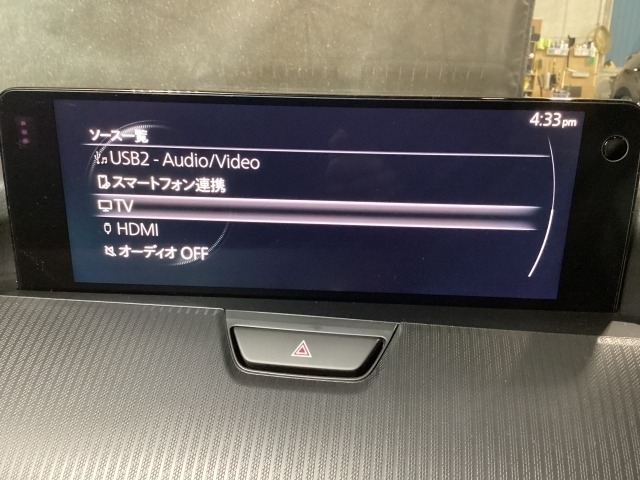 4:33pm
ソース一覧
USB2 - Audio/Video
スマートフォン連携
TV
HDMI
オーディオ OFF